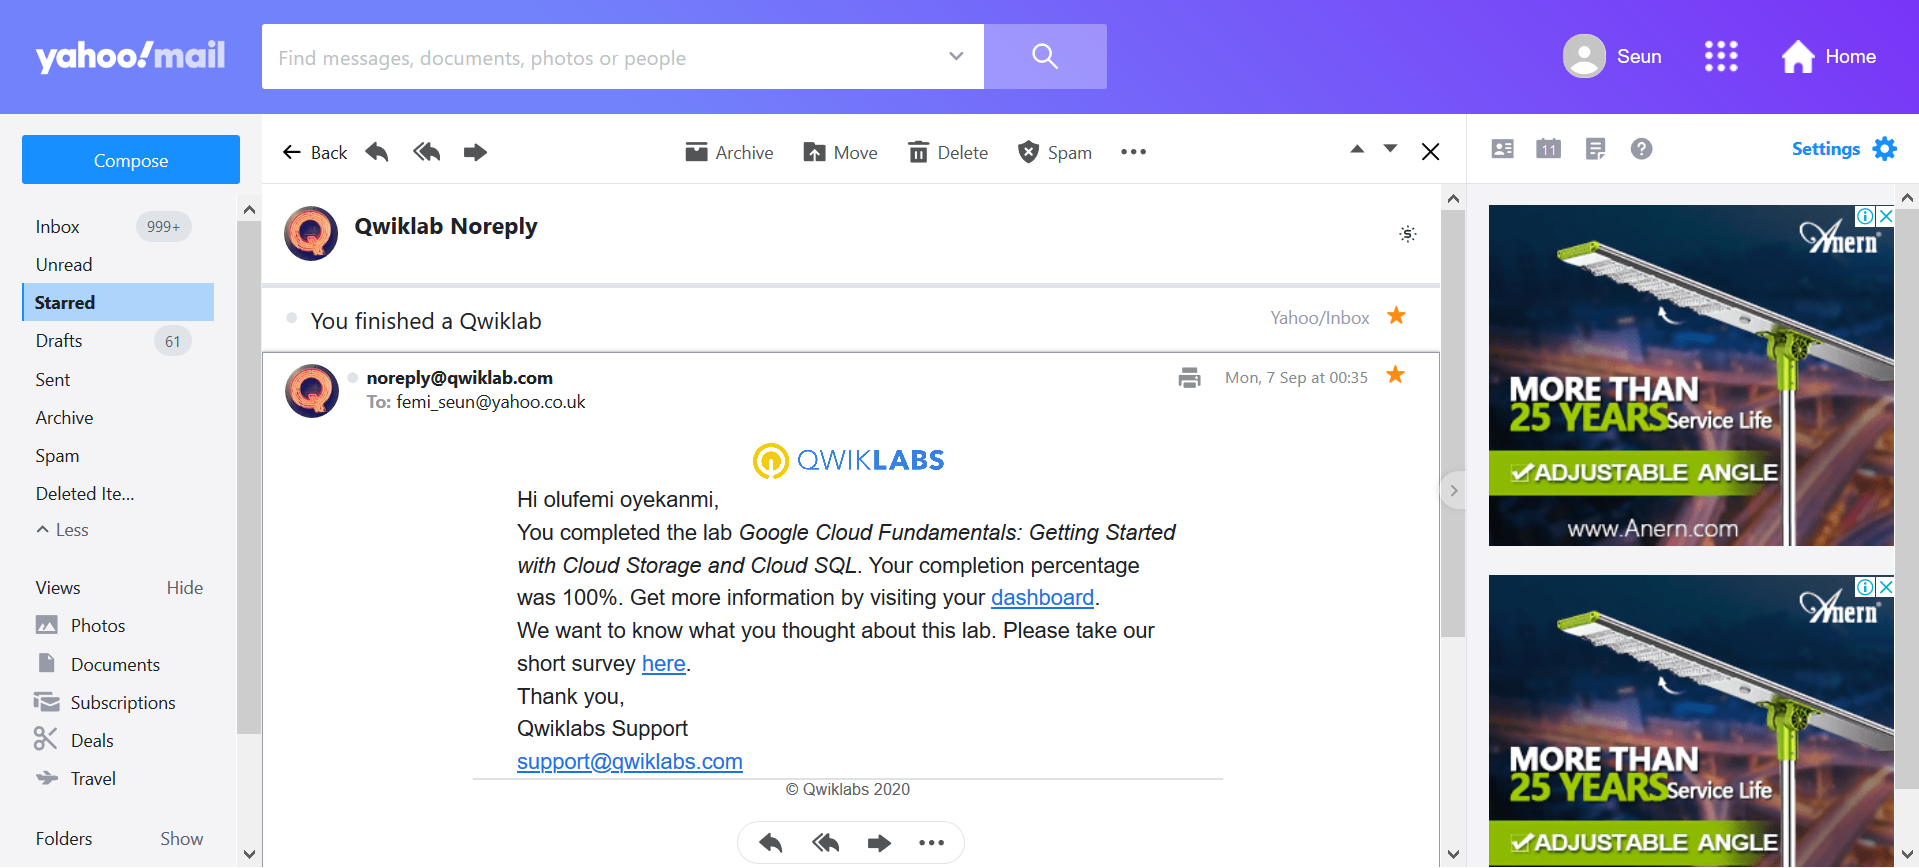 yahoo!mail
Find messages, documents, photos or people
Seun
Home
Compose
Back
Archive
Move
Delete
Spam
11
Settings
Inbox
999+
Unread
Starred
Drafts
61
Sent
Archive
Spam
Deleted Ite...
Less
Views
Hide
Photos
Documents
Subscriptions
Deals
Travel
Folders
Show
Qwiklab Noreply
You finished a Qwiklab
Yahoo/Inbox
noreply@qwiklab.com
Mon, 7 Sep at 00:35
To: femi_seun@yahoo.co.uk
QWIKLABS
Hi olufemi oyekanmi,
You completed the lab Google Cloud Fundamentals: Getting Started
with Cloud Storage and Cloud SQL. Your completion percentage
was 100%. Get more information by visiting your dashboard.
We want to know what you thought about this lab. Please take our
short survey here.
Thank you,
Qwiklabs Support
support@qwiklabs.com
© Qwiklabs 2020
Anern®
MORE THAN
25 YEARS Service Life
ADJUSTABLE ANGLE
www.Anern.com
Anern®
MORE THAN
25 YEARS Service Life
ADJUSTABLE ANGLE